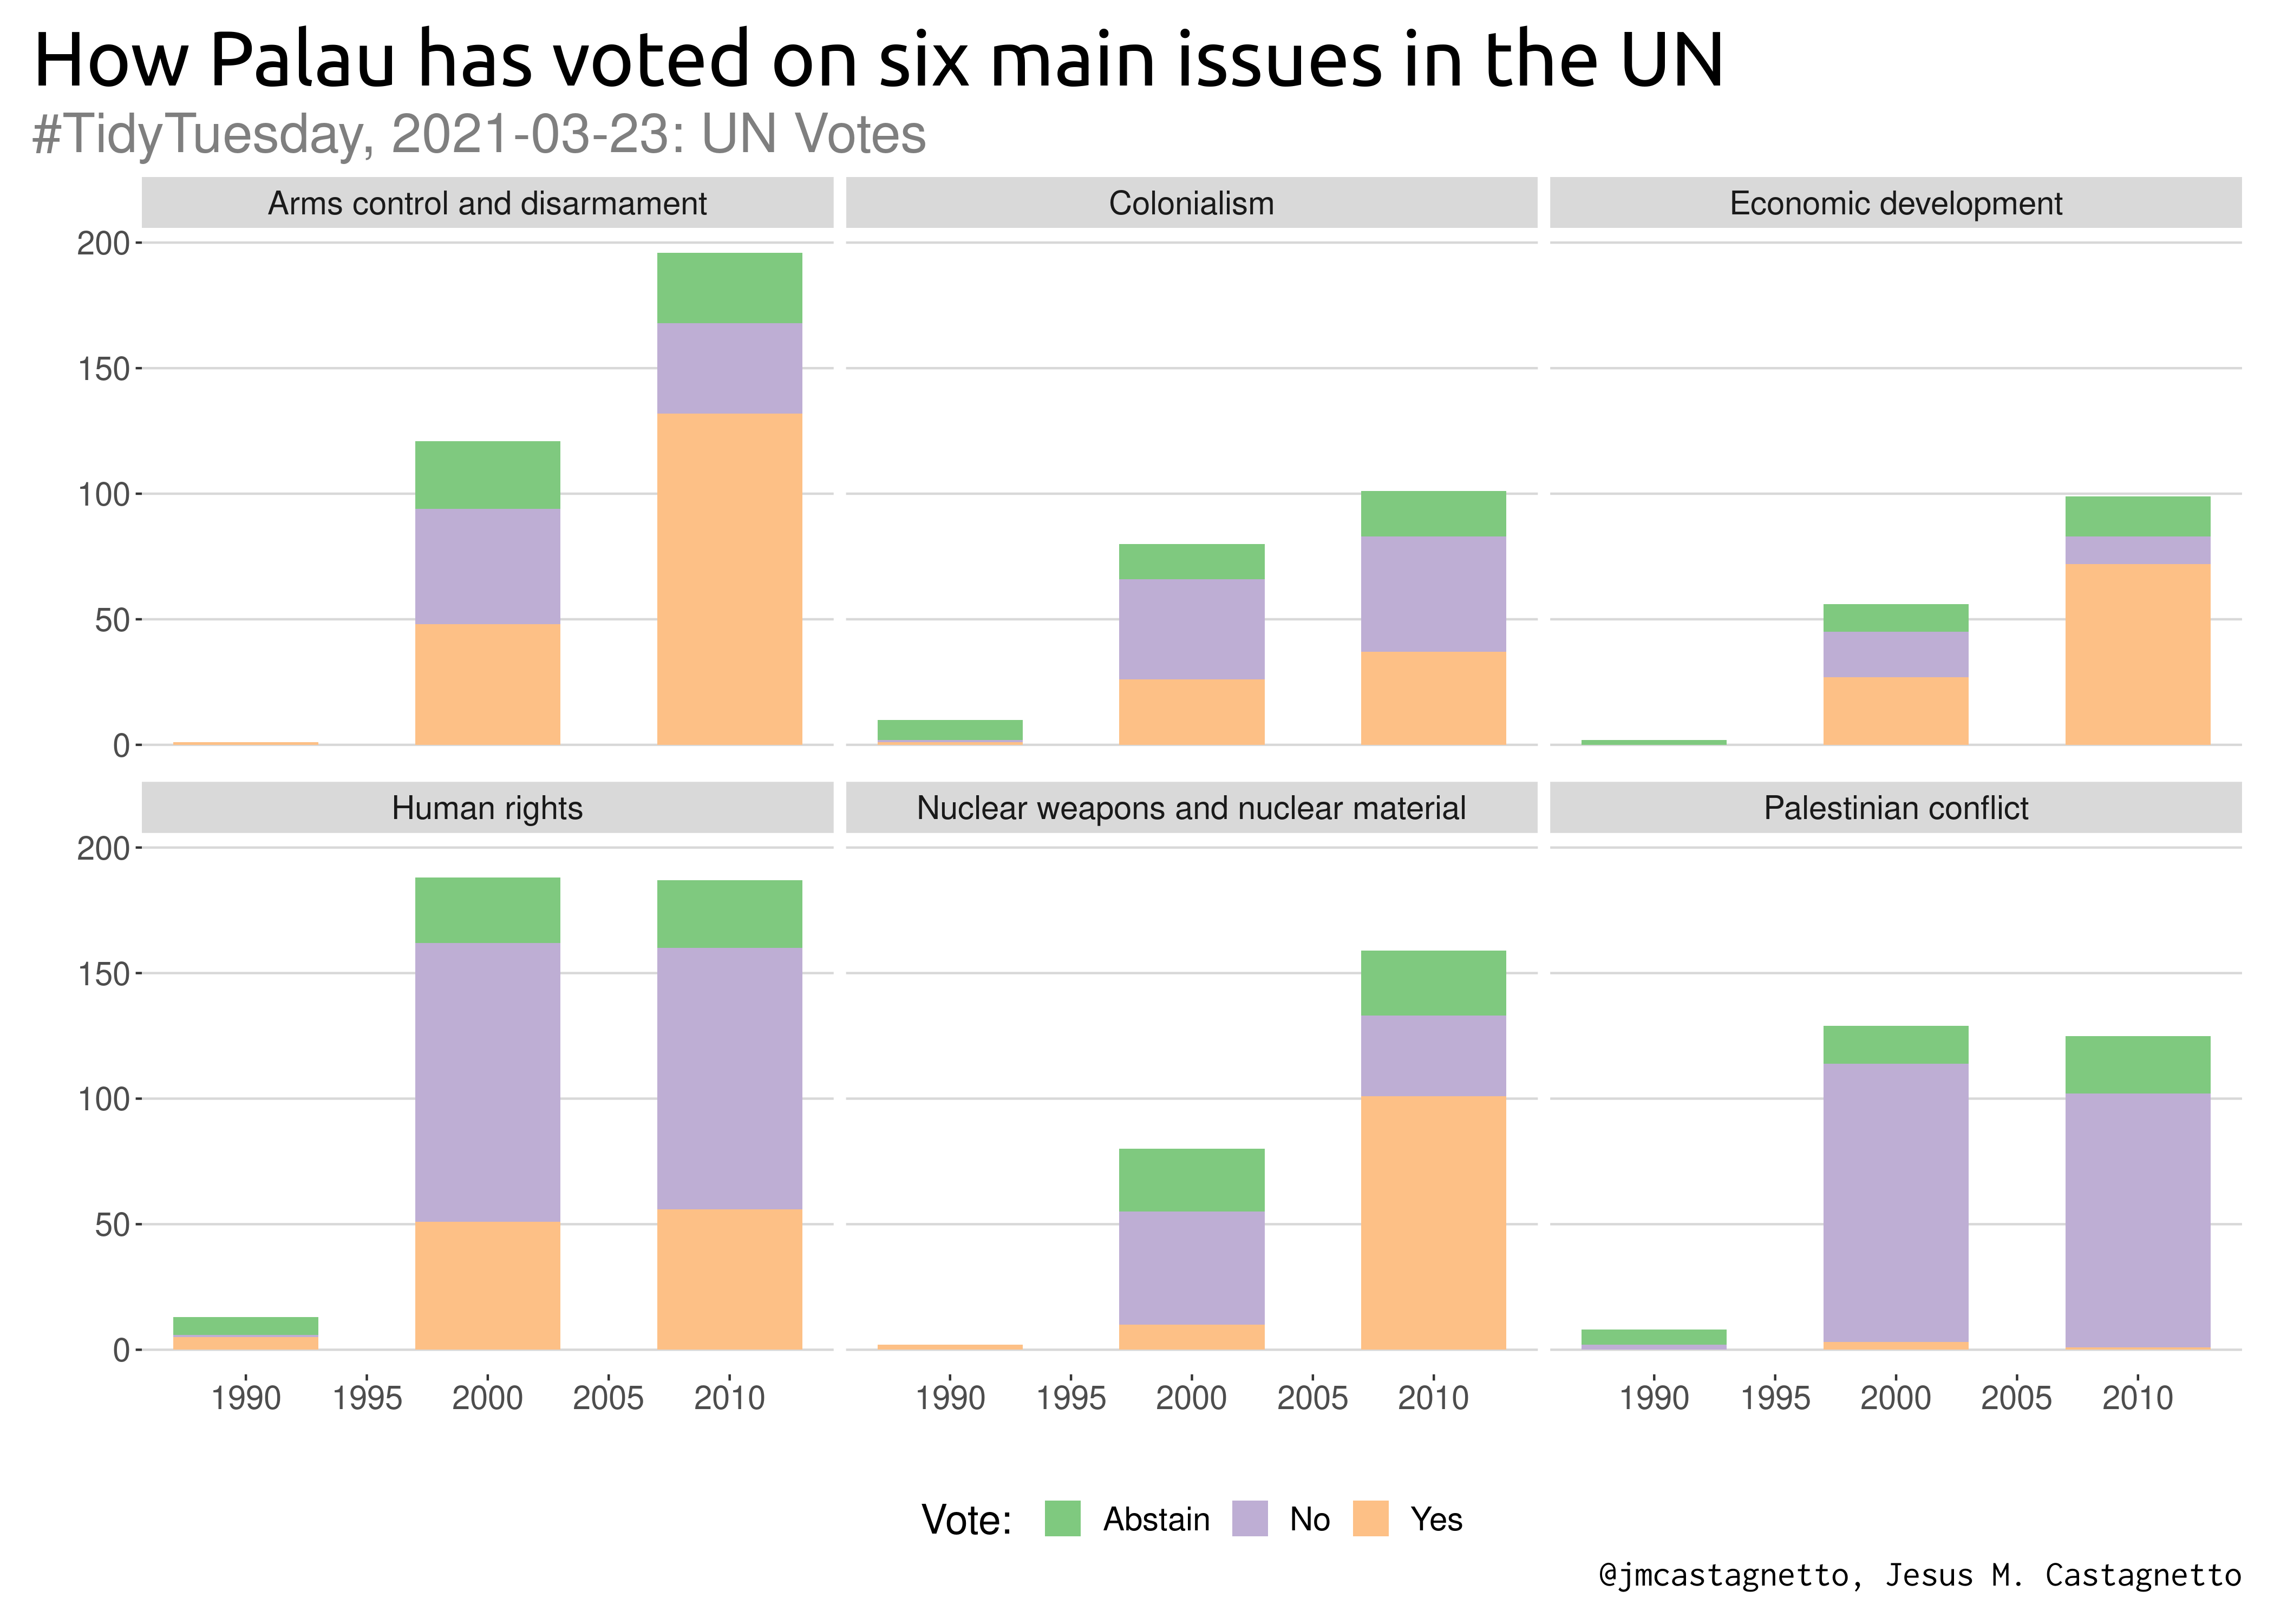 How Palau has voted on six main issues in the UN
#TidyTuesday, 2021-03-23: UN Votes
Arms control and disarmament Colonialism Economic development
200
150
100
50
0
Human rights Nuclear weapons and nuclear material Palestinian conflict
200
150
100
50
0
1990 1995 2000 2005 2010 1990 1995 2000 2005 2010 1990 1995 2000 2005 2010
Vote: Abstain No Yes
@jmcastagnetto, Jesus M. Castagnetto